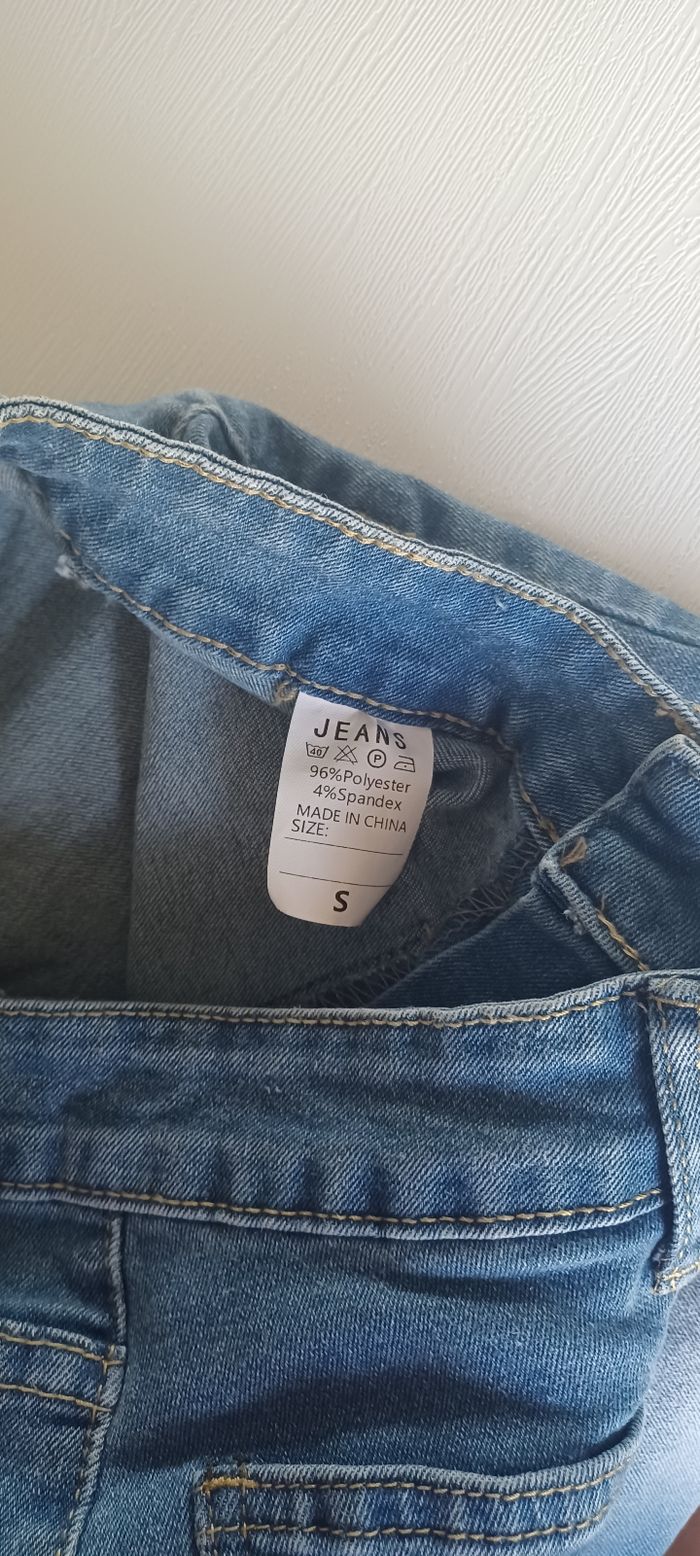 JEANS
40 P
96%Polyester
4%Spandex
MADE IN CHINA
SIZE:
S